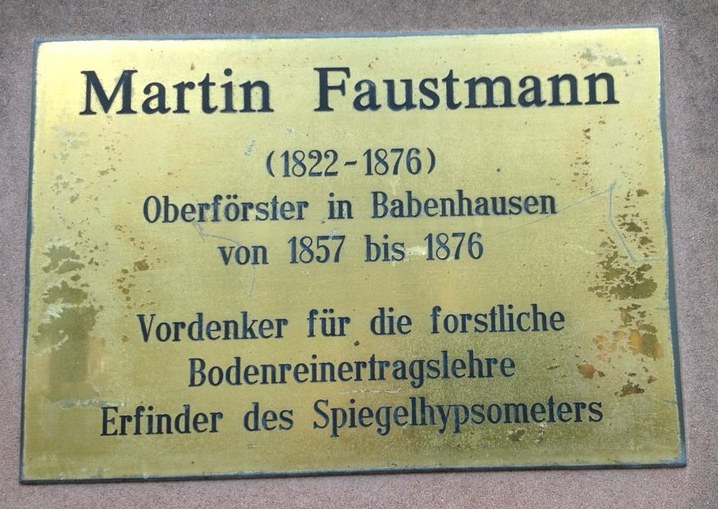 Martin Faustmann
(1822-1876)
Oberförster in Babenhausen
von 1857 bis 1876
Vordenker für die forstliche
Bodenreinertragslehre
Erfinder des Spiegelhypsometers